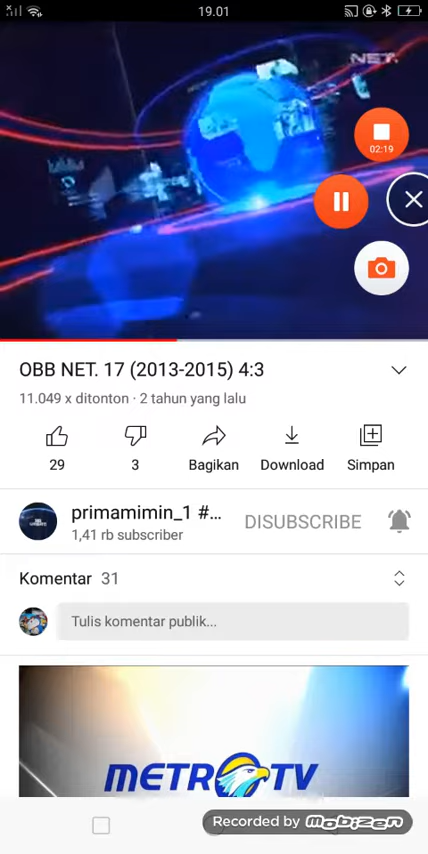 19.01
NET.
02:19
OBB NET. 17 (2013-2015) 4:3
11.049 x ditonton · 2 tahun yang lalu
29
3
Bagikan
Download
Simpan
primamimin_1 #...
DISUBSCRIBE
1,41 rb subscriber
Komentar 31
Tulis komentar publik...
METRO TV
Recorded by mobizen